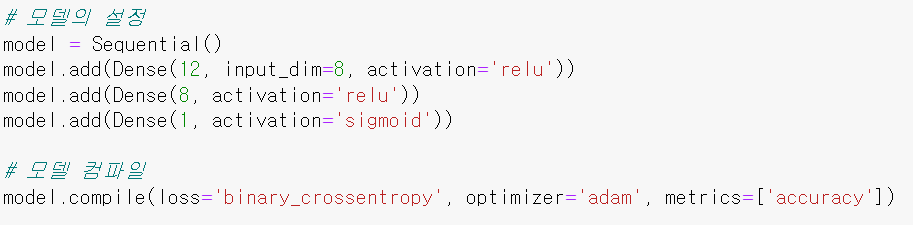 # 모델의 설정
model = Sequential()
model.add(Dense(12, input_dim=8, activation='relu'))
model.add(Dense(8, activation='relu'))
model.add(Dense(1, activation='sigmoid'))
# 모델 컴파일
model.compile(loss='binary_crossentropy', optimizer='adam', metrics=['accuracy'])